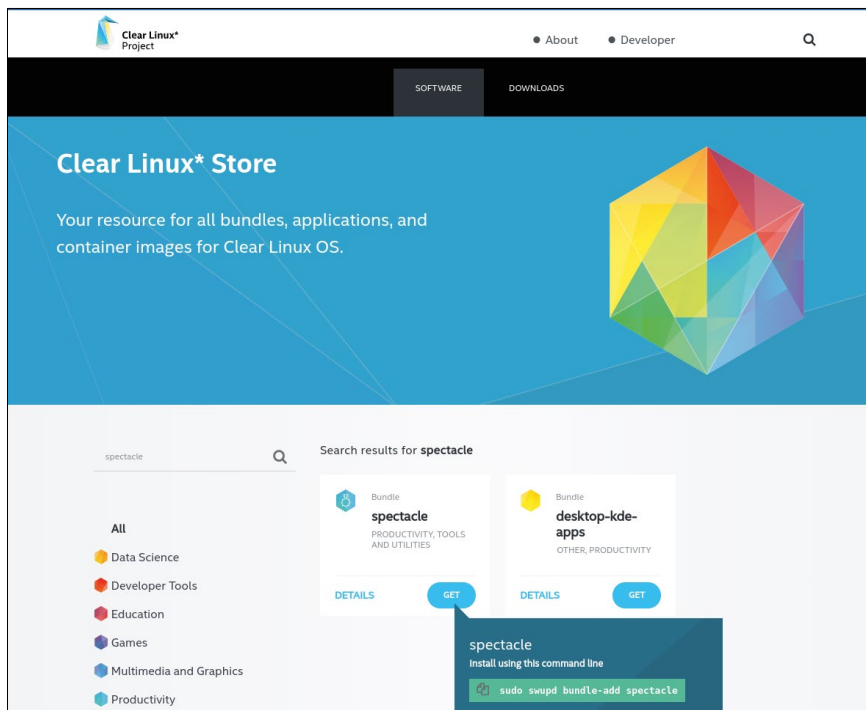 Clear Linux*
Project
About
Developer
SOFTWARE
DOWNLOADS
Clear Linux* Store
Your resource for all bundles, applications, and
container images for Clear Linux OS.
spectacle
All
Data Science
Developer Tools
Education
Games
Multimedia and Graphics
Productivity
Search results for spectacle
Bundle
spectacle
PRODUCTIVITY, TOOLS
AND UTILITIES
DETAILS
GET
Bundle
desktop-kde-
apps
OTHER, PRODUCTIVITY
DETAILS
GET
spectacle
Install using this command line
sudo swupd bundle-add spectacle